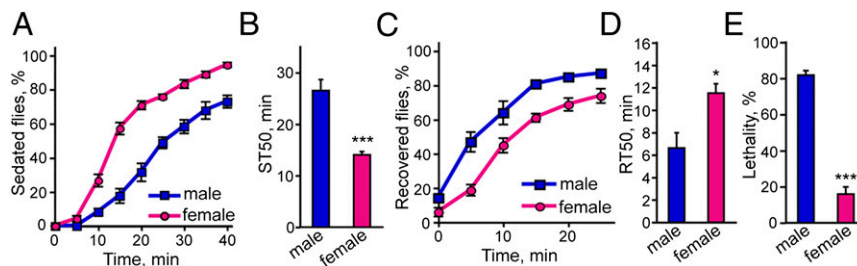 A
Sedated flies, %
100
80
60
40
20
0
0 10 20 30 40
Time, min
male
female
B
ST50, min
30
20
10
0
***
male
female
C
Recovered flies, %
100
80
60
40
20
0
0 10 20
Time, min
male
female
D
RT50, min
16
14
12
10
8
6
4
2
0
*
male
female
E
Lethality, %
100
80
60
40
20
0
***
male
female